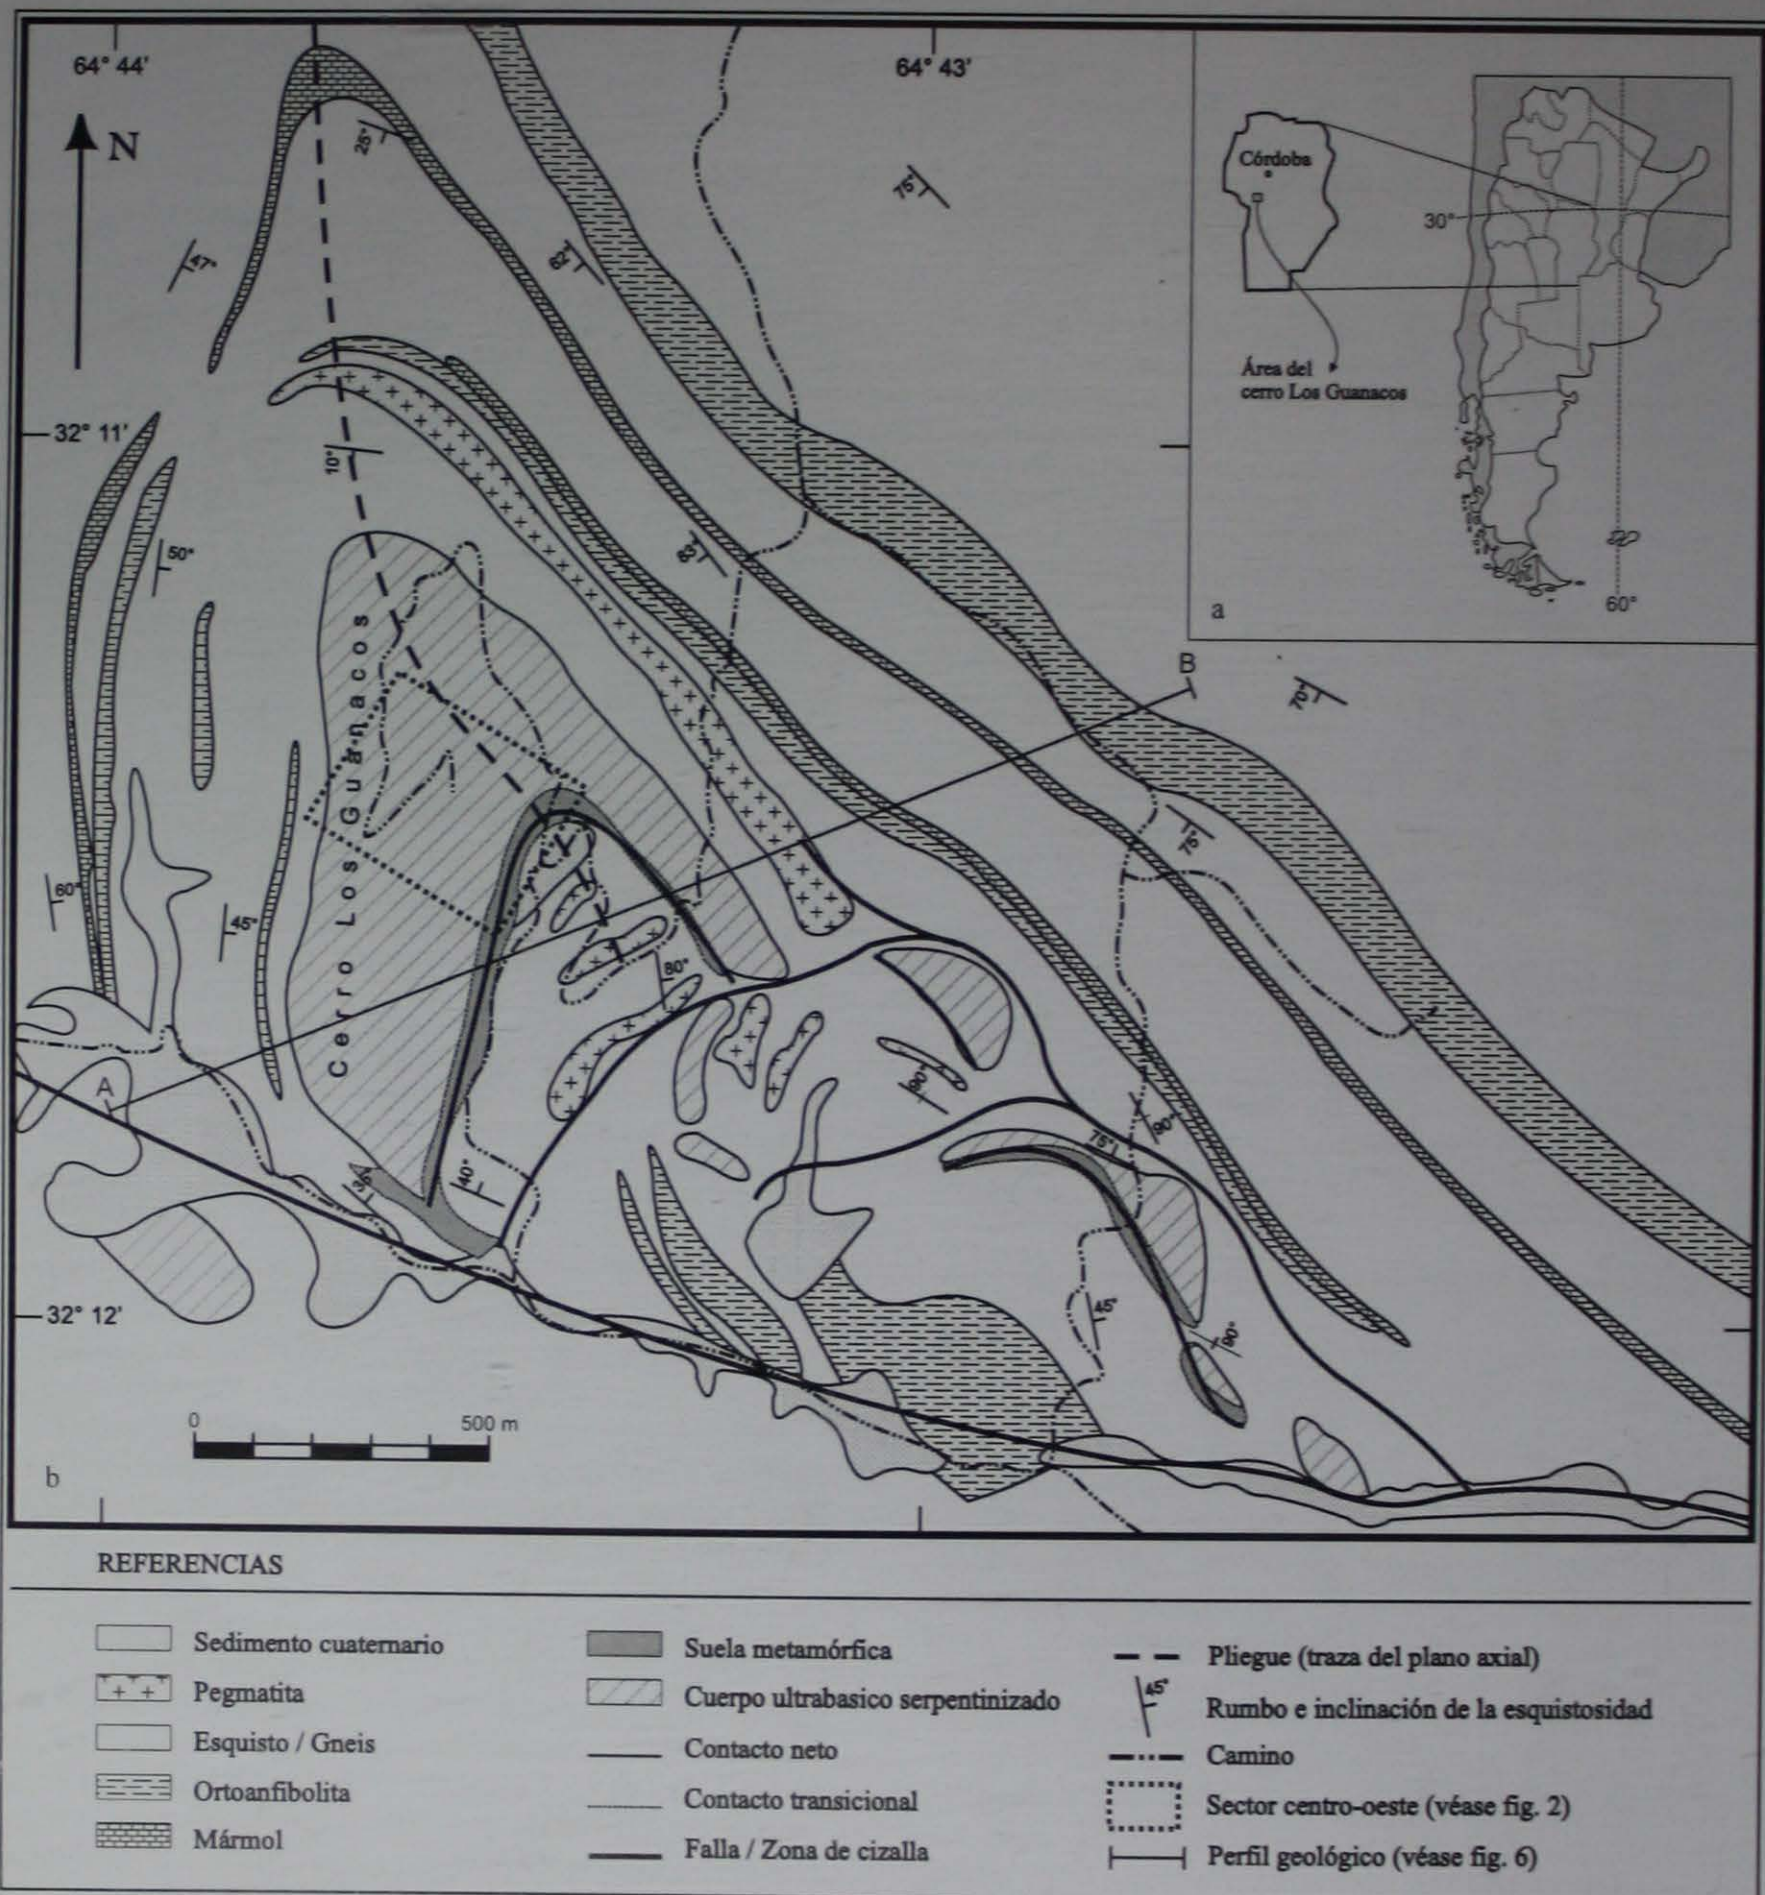 64° 44'
64° 43'
N
25°
75°
Córdoba
30°
47°
62°
Área del
cerro Los Guanacos
32° 11'
10°
50°
63°
60°
a
B
70°
Cerro Los Guanacos
75°
60°
45°
80°
A
90°
90°
75°
40°
45°
32° 12'
90°
0
500 m
b
REFERENCIAS
Sedimento cuaternario
Pegmatita
Esquisto / Gneis
Ortoanfibolita
Mármol
Suela metamórfica
Cuerpo ultrabasico serpentinizado
Contacto neto
Contacto transicional
Falla / Zona de cizalla
Pliegue (traza del plano axial)
45°
Rumbo e inclinación de la esquistosidad
Camino
Sector centro-oeste (véase fig. 2)
Perfil geológico (véase fig. 6)